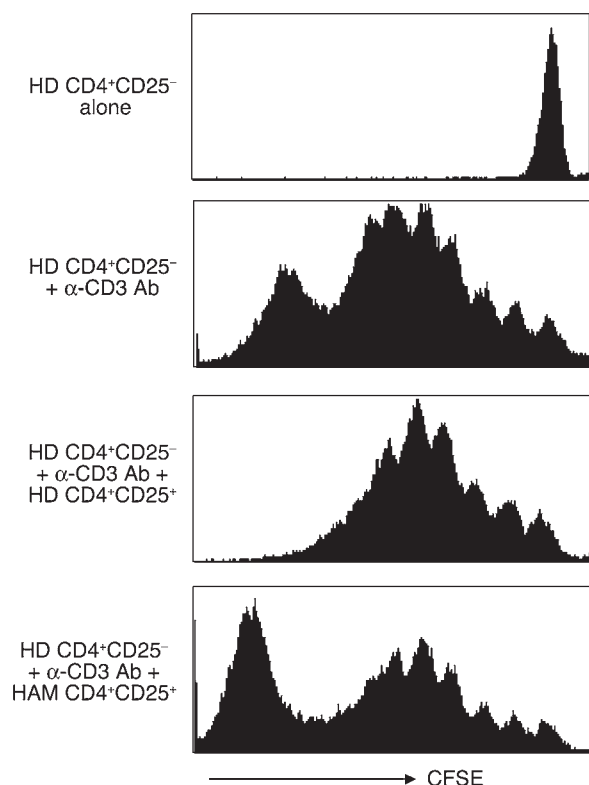 HD CD4⁺CD25⁻
alone
HD CD4⁺CD25⁻
+ α-CD3 Ab
HD CD4⁺CD25⁻
+ α-CD3 Ab +
HD CD4⁺CD25⁺
HD CD4⁺CD25⁻
+ α-CD3 Ab +
HAM CD4⁺CD25⁺
CFSE